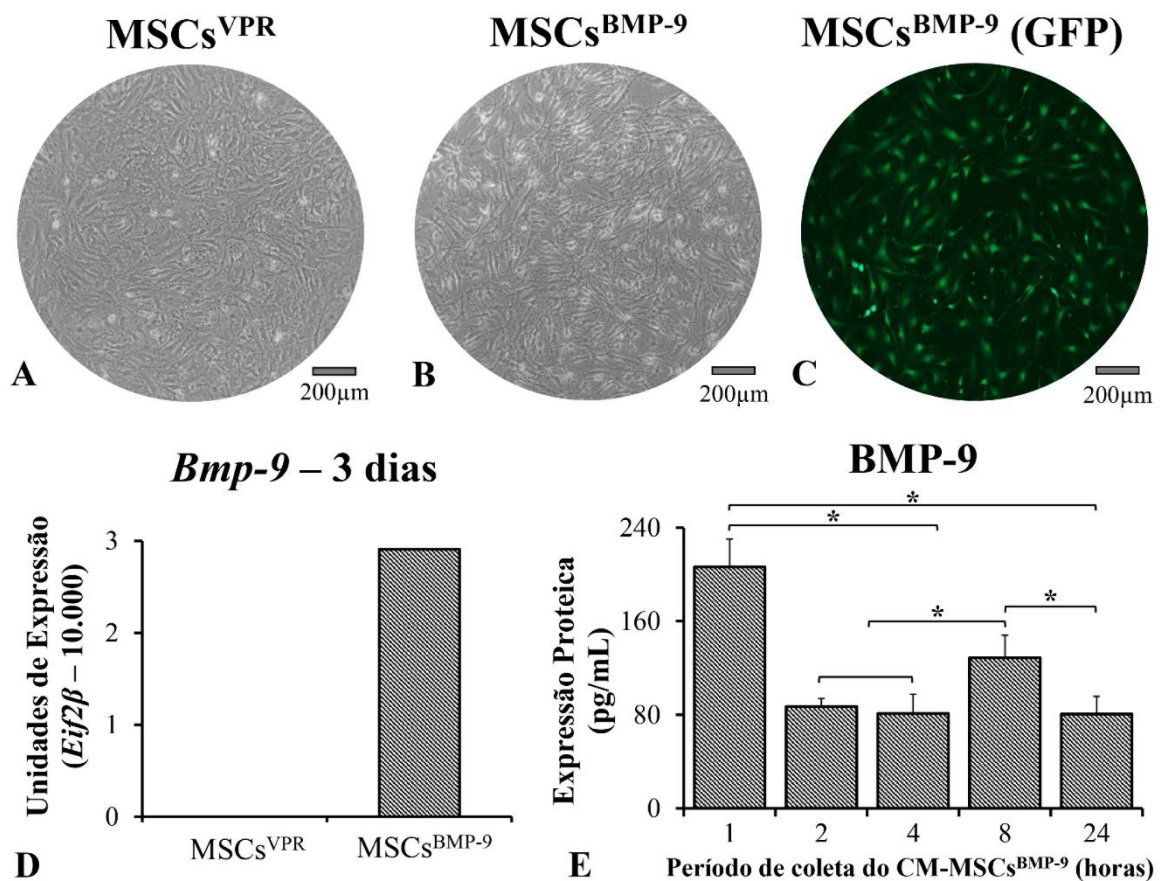 MSCsVPR
MSCsBMP-9
MSCsBMP-9 (GFP)
A
200µm
B
200µm
C
200µm
Bmp-9 – 3 dias
Unidades de Expressão
(Eif2β – 10.000)
3
2
1
0
MSCsVPR
MSCsBMP-9
D
BMP-9
Expressão Proteica
(pg/mL)
240
160
80
0
*
*
*
*
1
2
4
8
24
Período de coleta do CM-MSCsBMP-9 (horas)
E